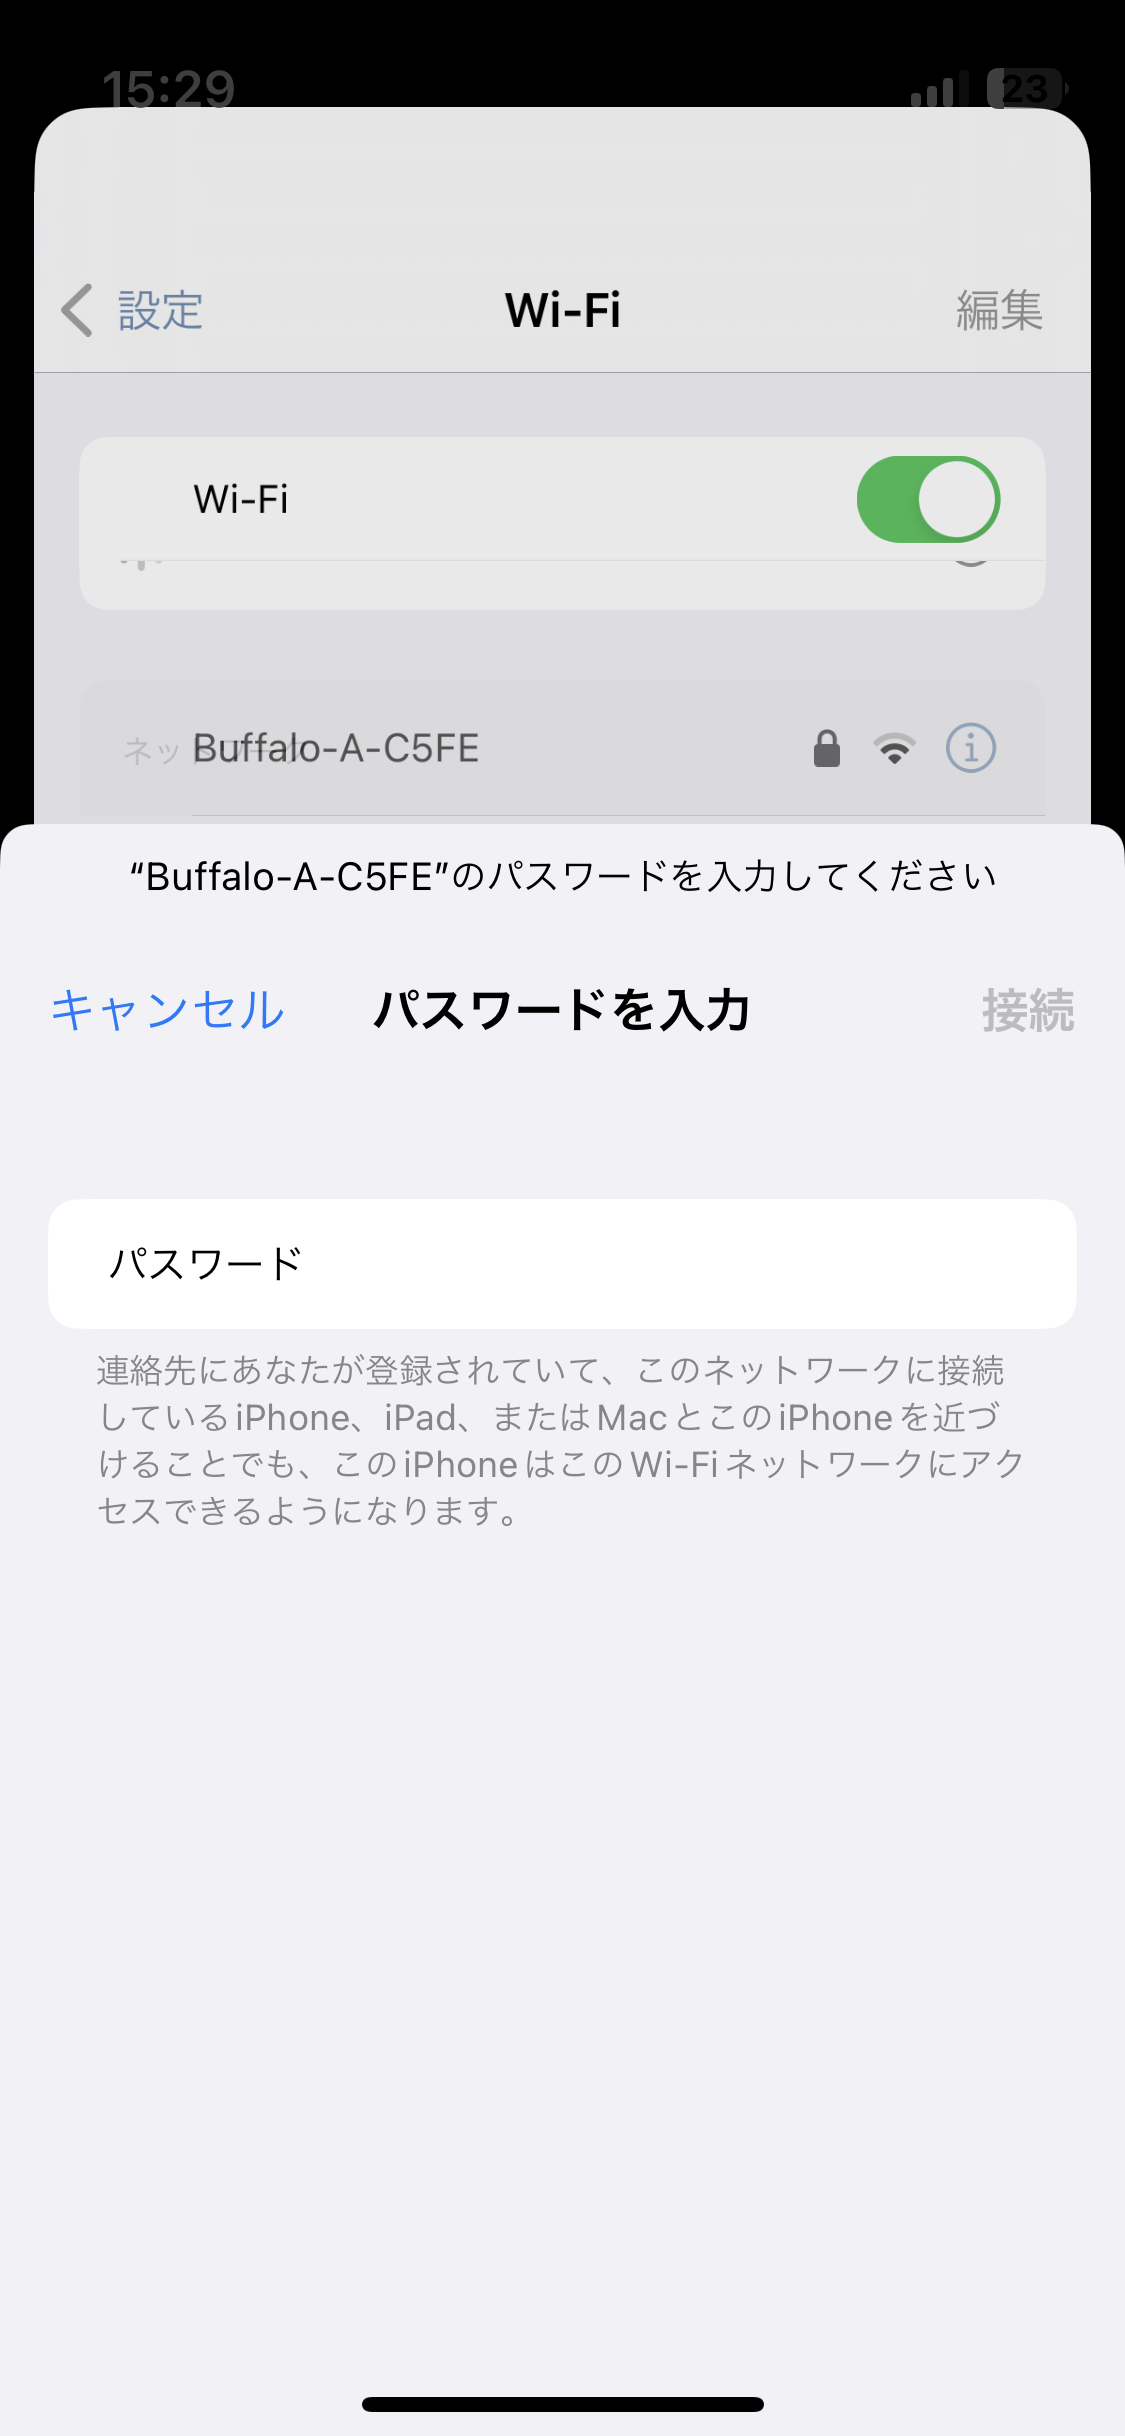 15:29
23
設定
Wi-Fi
編集
Wi-Fi
ネットワーク
Buffalo-A-C5FE
“Buffalo-A-C5FE”のパスワードを入力してください
キャンセル
パスワードを入力
接続
パスワード
連絡先にあなたが登録されていて、このネットワークに接続
しているiPhone、iPad、またはMacとこのiPhoneを近づ
けることでも、このiPhoneはこのWi-Fiネットワークにアク
セスできるようになります。